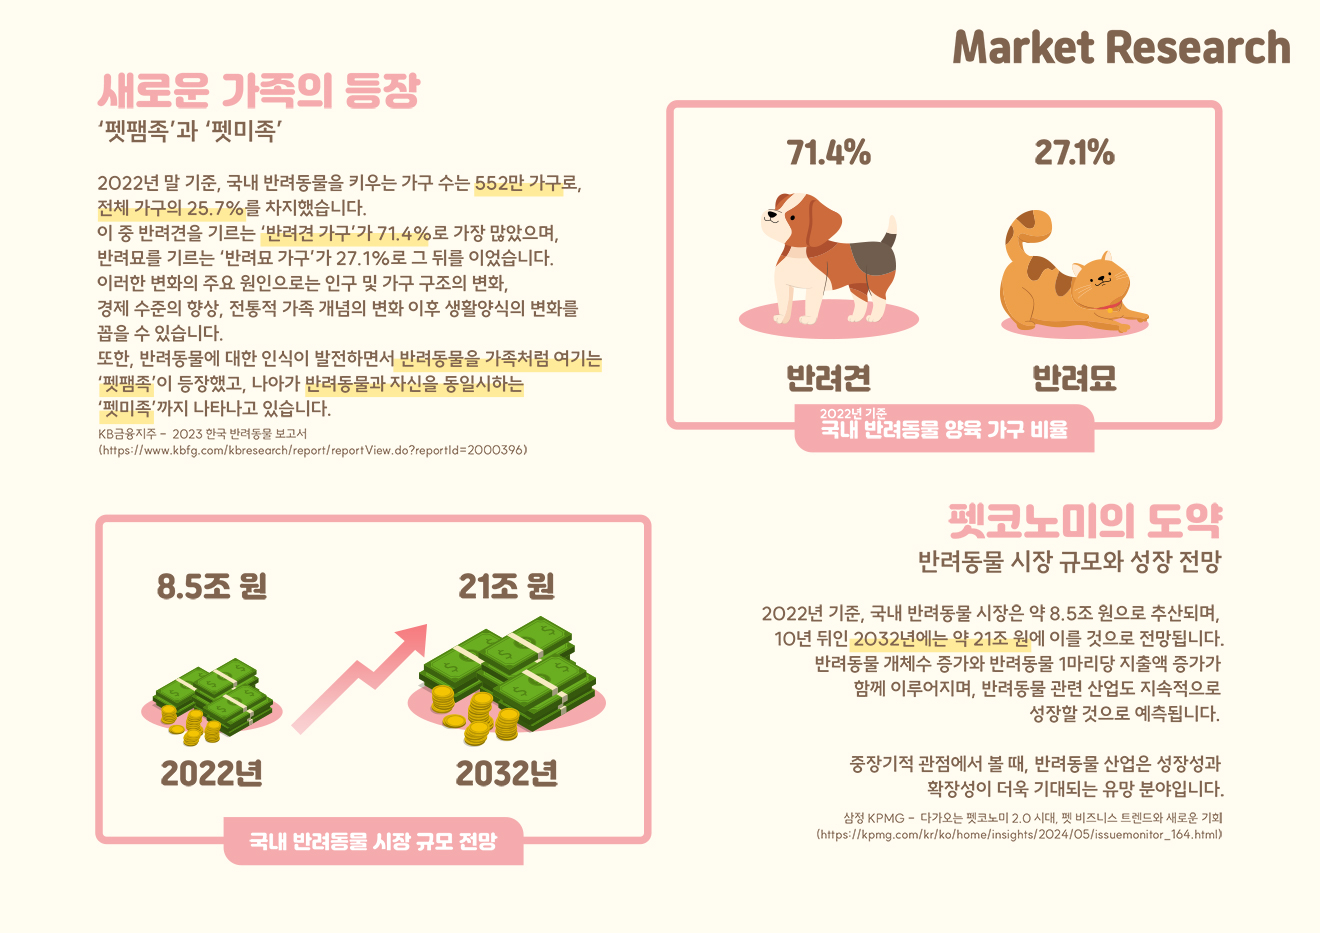 Market Research
새로운 가족의 등장
‘펫팸족’과 ‘펫미족’
2022년 말 기준, 국내 반려동물을 키우는 가구 수는 552만 가구로,
전체 가구의 25.7%를 차지했습니다.
이 중 반려견을 기르는 ‘반려견 가구’가 71.4%로 가장 많았으며,
반려묘를 기르는 ‘반려묘 가구’가 27.1%로 그 뒤를 이었습니다.
이러한 변화의 주요 원인으로는 인구 및 가구 구조의 변화,
경제 수준의 향상, 전통적 가족 개념의 변화 이후 생활양식의 변화를
꼽을 수 있습니다.
또한, 반려동물에 대한 인식이 발전하면서 반려동물을 가족처럼 여기는
‘펫팸족’이 등장했고, 나아가 반려동물과 자신을 동일시하는
‘펫미족’까지 나타나고 있습니다.
KB금융지주 - 2023 한국 반려동물 보고서
(https://www.kbfg.com/kbresearch/report/reportView.do?reportId=2000396)
71.4% 27.1%
반려견 반려묘
2022년 기준
국내 반려동물 양육 가구 비율
8.5조 원 21조 원
2022년 2032년
국내 반려동물 시장 규모 전망
펫코노미의 도약
반려동물 시장 규모와 성장 전망
2022년 기준, 국내 반려동물 시장은 약 8.5조 원으로 추산되며,
10년 뒤인 2032년에는 약 21조 원에 이를 것으로 전망됩니다.
반려동물 개체수 증가와 반려동물 1마리당 지출액 증가가
함께 이루어지며, 반려동물 관련 산업도 지속적으로
성장할 것으로 예측됩니다.
중장기적 관점에서 볼 때, 반려동물 산업은 성장성과
확장성이 더욱 기대되는 유망 분야입니다.
삼정 KPMG - 다가오는 펫코노미 2.0 시대, 펫 비즈니스 트렌드와 새로운 기회
(https://kpmg.com/kr/ko/home/insights/2024/05/issuemonitor_164.html)